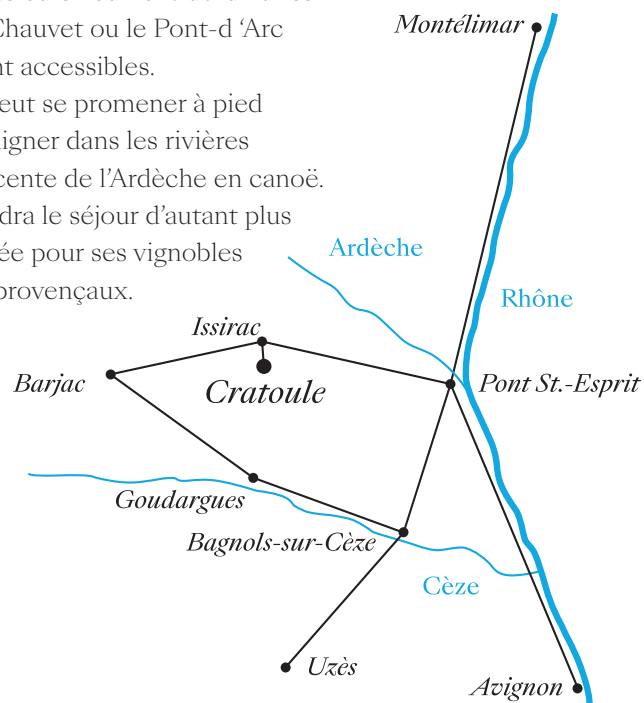 Chauvet ou le Pont-d ‘Arc
nt accessibles.
eut se promener à pied
igner dans les rivières
cente de l’Ardèche en canoë.
dra le séjour d’autant plus
ée pour ses vignobles
provençaux.
Montélimar
Ardèche
Rhône
Issirac
Barjac
Cratoule
Pont St.-Esprit
Goudargues
Bagnols-sur-Cèze
Cèze
Uzès
Avignon